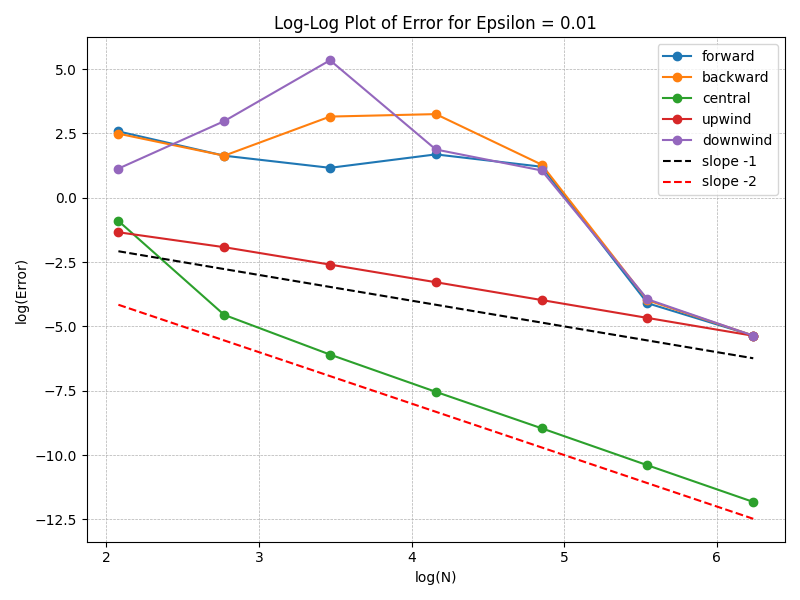 Log-Log Plot of Error for Epsilon = 0.01
5.0
2.5
0.0
−2.5
−5.0
−7.5
−10.0
−12.5
log(Error)
2
3
4
5
6
log(N)
forward
backward
central
upwind
downwind
slope -1
slope -2